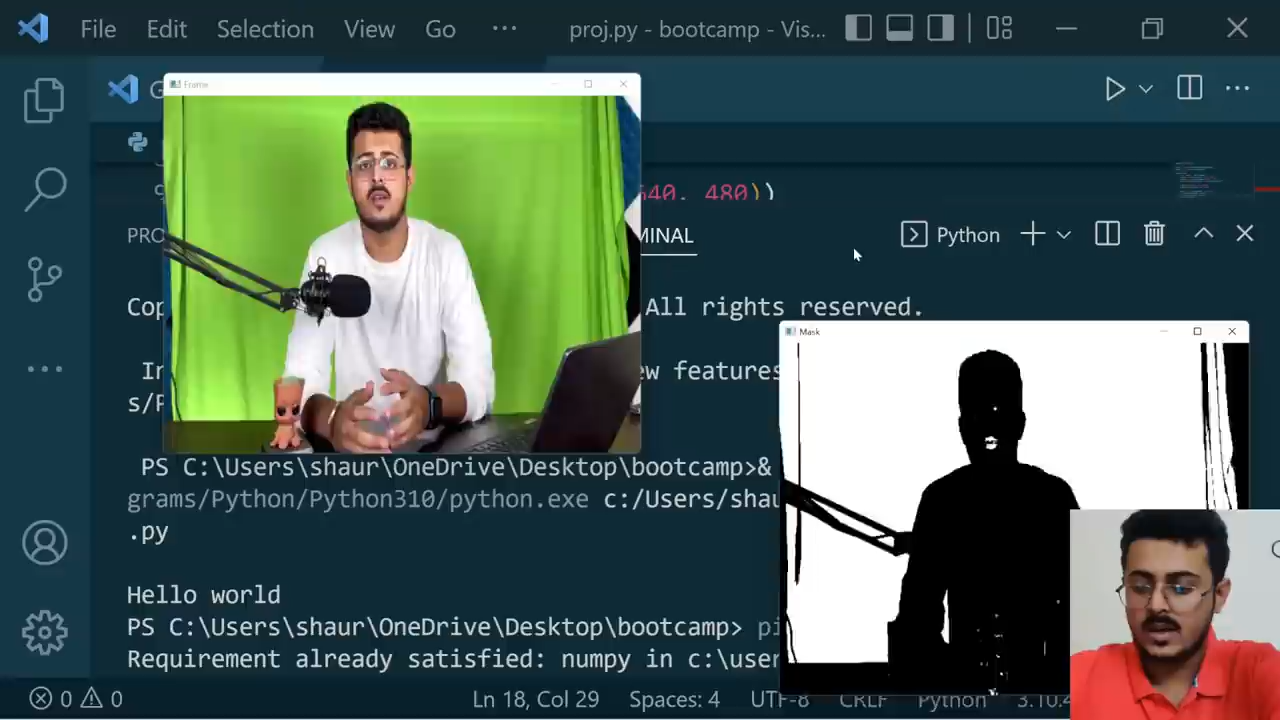 File Edit Selection View Go ··· proj.py - bootcamp - Vis...
Frame
G
9 640, 480))
PRO MINAL Python
Cop All rights reserved.
Mask
In ew features
s/P
PS C:\Users\shaur\OneDrive\Desktop\bootcamp>&
grams/Python/Python310/python.exe c:/Users/shau
.py
Hello world
PS C:\Users\shaur\OneDrive\Desktop\bootcamp> pi
Requirement already satisfied: numpy in c:\user
0 0 Ln 18, Col 29 Spaces: 4 UTF-8 CRLF Python 3.10.4